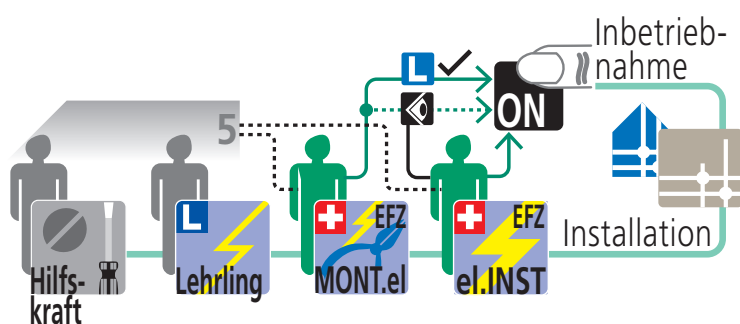 Inbetrieb-
nahme
L
ON
5
L
EFZ
EFZ
Installation
Hilfs-
kraft
Lehrling
MONT.el
el.INST